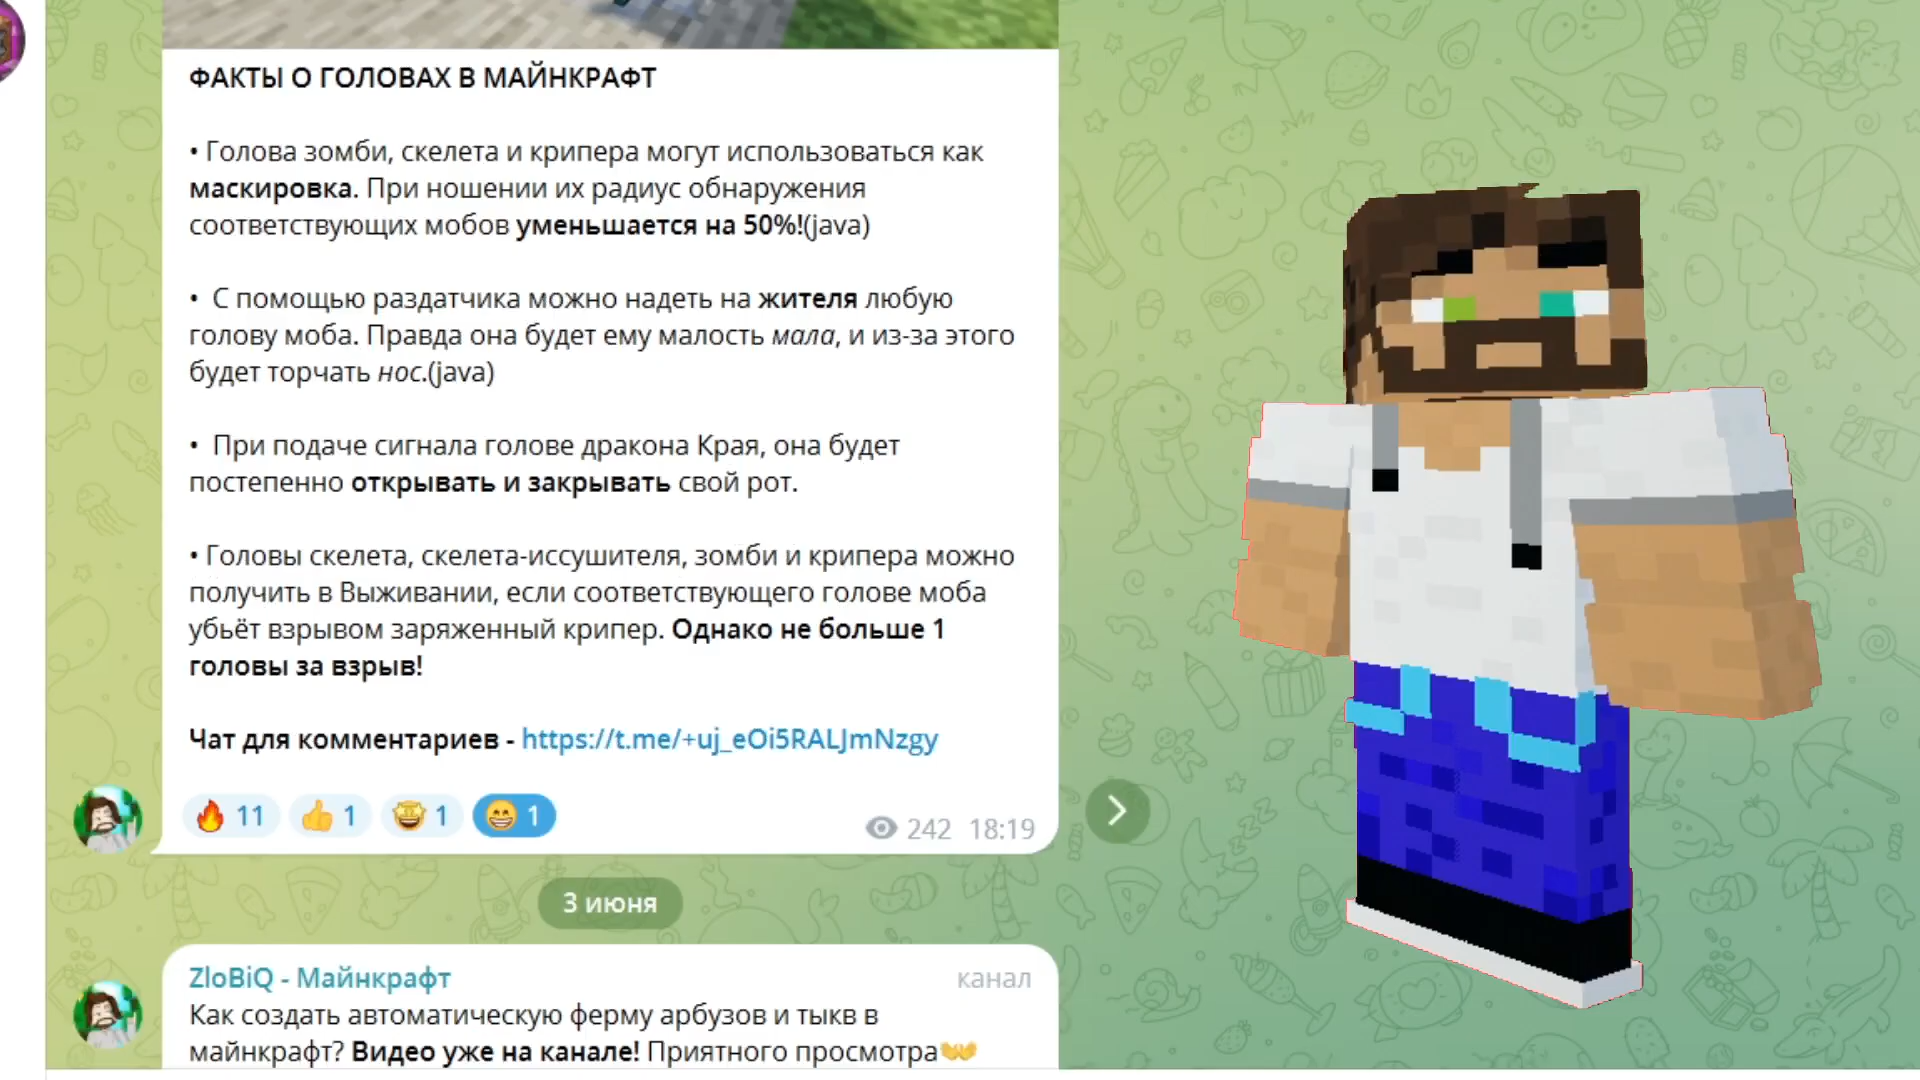 ФАКТЫ О ГОЛОВАХ В МАЙНКРАФТ
• Голова зомби, скелета и крипера могут использоваться как
маскировка. При ношении их радиус обнаружения
соответствующих мобов уменьшается на 50%!(java)
• С помощью раздатчика можно надеть на жителя любую
голову моба. Правда она будет ему малость мала, и из-за этого
будет торчать нос.(java)
• При подаче сигнала голове дракона Края, она будет
постепенно открывать и закрывать свой рот.
• Головы скелета, скелета-иссушителя, зомби и крипера можно
получить в Выживании, если соответствующего голове моба
убьёт взрывом заряженный крипер. Однако не больше 1
головы за взрыв!
Чат для комментариев - https://t.me/+uj_eOi5RALJmNzgy
11 1 1 1
242 18:19
3 июня
ZloBiQ - Майнкрафт канал
Как создать автоматическую ферму арбузов и тыкв в
майнкрафт? Видео уже на канале! Приятного просмотра